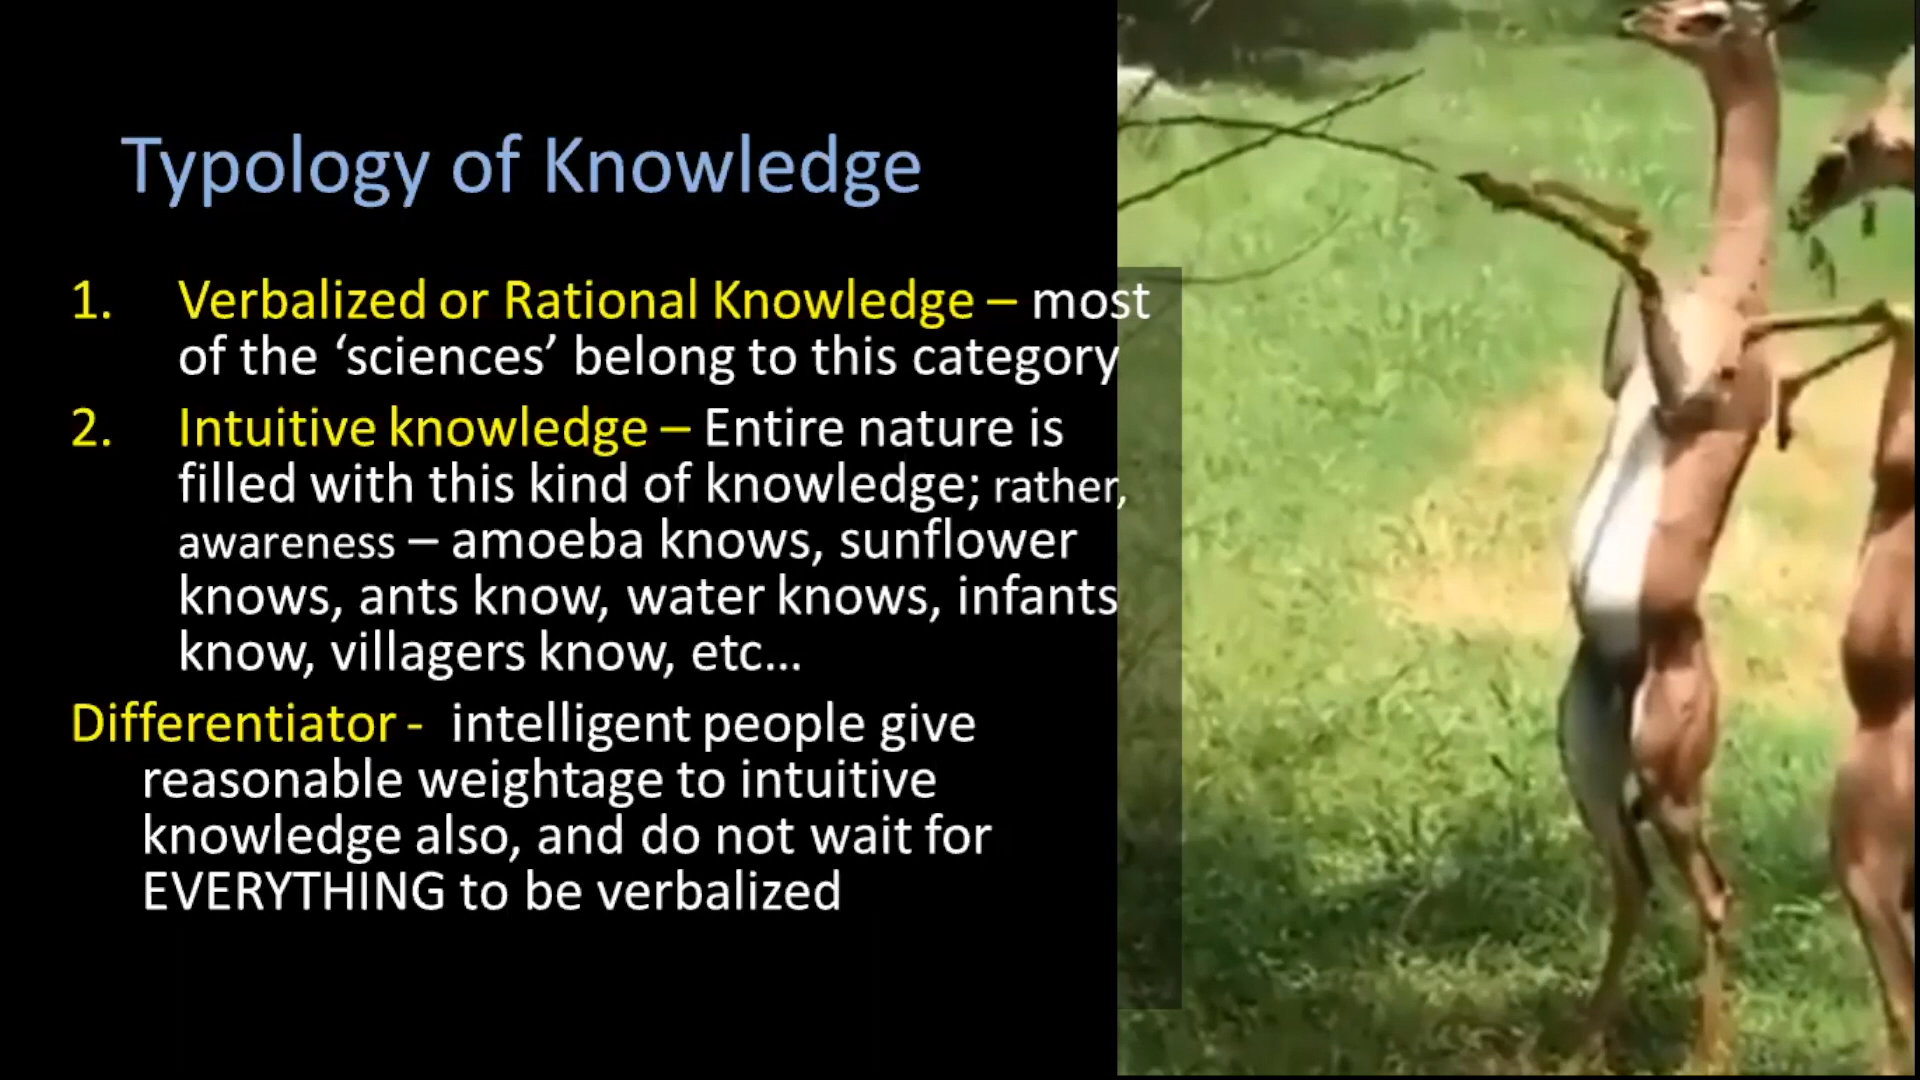 Typology of Knowledge
1. Verbalized or Rational Knowledge – most
of the ‘sciences’ belong to this category
2. Intuitive knowledge – Entire nature is
filled with this kind of knowledge; rather,
awareness – amoeba knows, sunflower
knows, ants know, water knows, infants
know, villagers know, etc…
Differentiator - intelligent people give
reasonable weightage to intuitive
knowledge also, and do not wait for
EVERYTHING to be verbalized